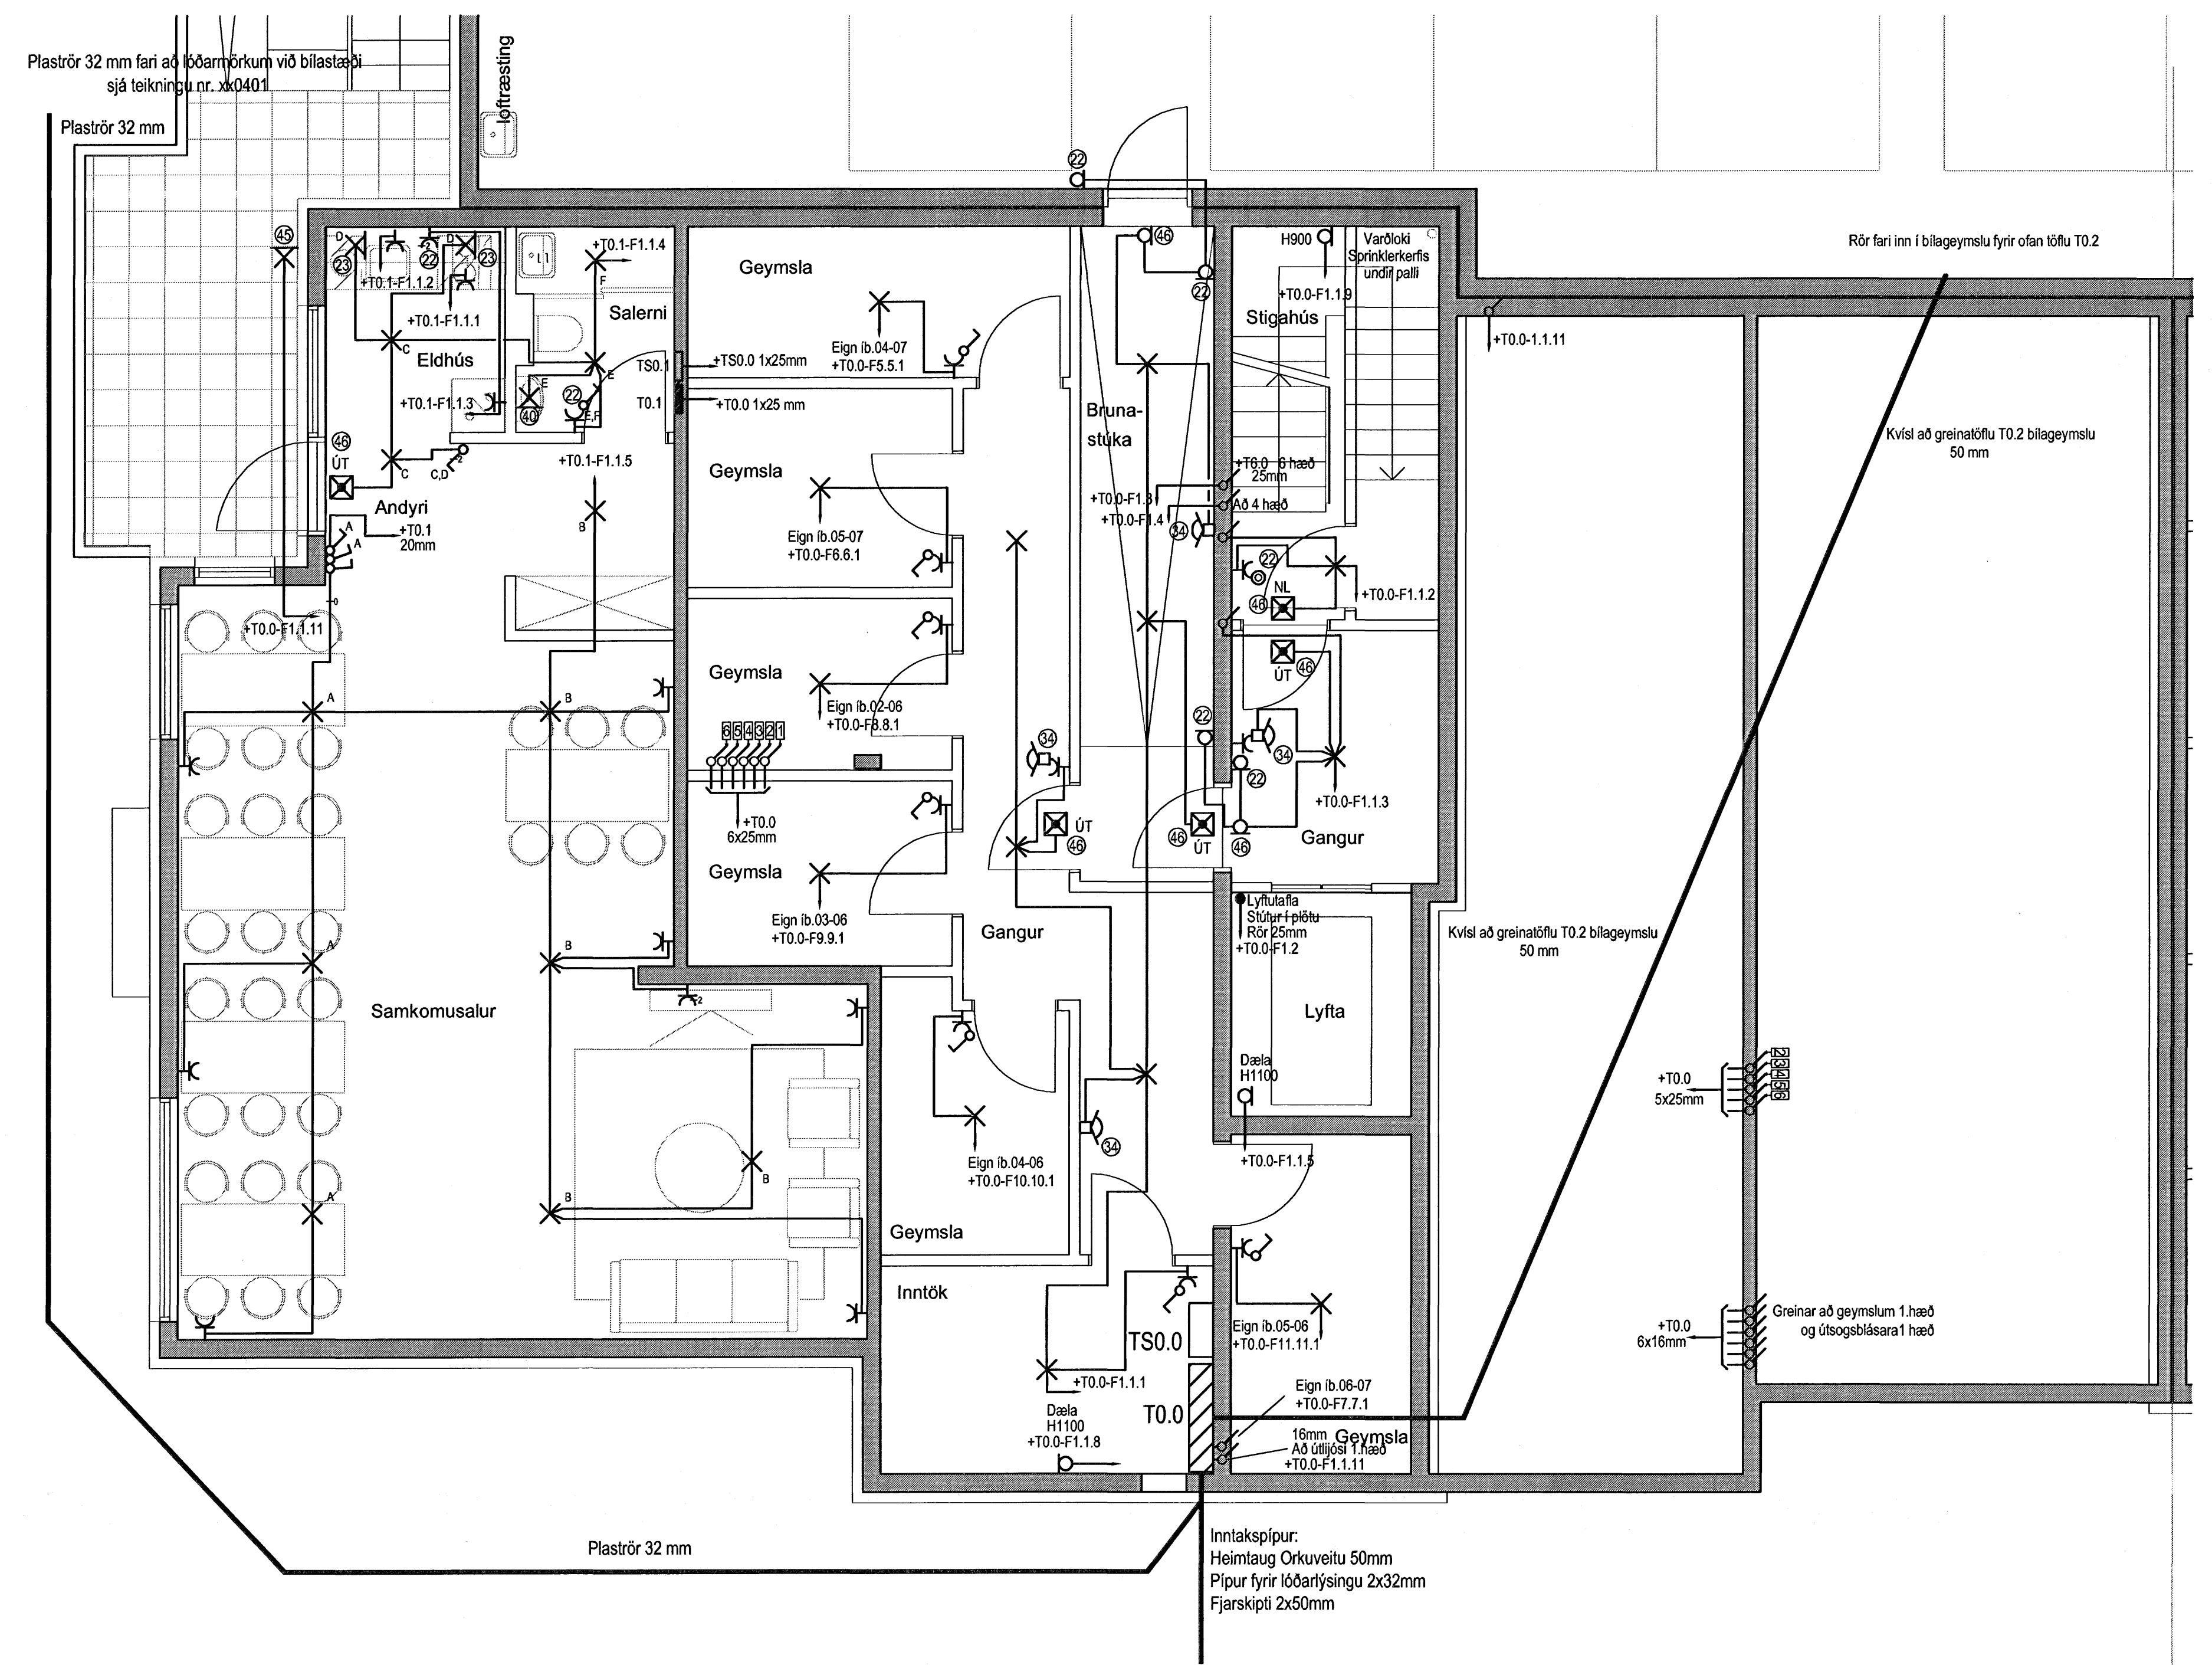 Plaströr 32 mm fari að lóðarmörkum við bílastæði
sjá teikningu nr. xx0401
Plaströr 32 mm
loftræsting
22
45
D
2
22
D
23
23
+T0.1-F1.1.2
+T0.1-F1.1.1
C
Eldhús
+T0.1-F1.1.3
+T0.1-F1.1.4
F
Salerni
E
E
22
40
E,F
TS0.1
+TS0.0 1x25mm
T0.1
+T0.0 1x25 mm
+T0.1-F1.1.5
46
ÚT
C
C,D
2
Andyri
A
A
+T0.1
20mm
B
+T0.0-F1.1.11
Geymsla
Eign íb.04-07
+T0.0-F5.5.1
Geymsla
Eign íb.05-07
+T0.0-F6.6.1
Geymsla
Eign íb.02-06
+T0.0-F8.8.1
6 5 4 3 2 1
+T0.0
6x25mm
Geymsla
Eign íb.03-06
+T0.0-F9.9.1
46
22
Bruna-
stúka
H900
+T0.0-F1.1.9
Varðloki
Sprinklerkerfis
undir palli
Stigahús
+T6.0 6 hæð
25mm
+T0.0-F1.3
Að 4 hæð
+T0.0-F1.4
34
22
NL
46
+T0.0-F1.1.2
ÚT
46
22
34
22
+T0.0-F1.1.3
Gangur
34
ÚT
46
46
ÚT
46
+T0.0-1.1.11
Rör fari inn í bílageymslu fyrir ofan töflu T0.2
Kvísl að greinatöflu T0.2 bílageymslu
50 mm
Lyftutafla
Stútur í plötu
Rör 25mm
+T0.0-F1.2
Gangur
Kvísl að greinatöflu T0.2 bílageymslu
50 mm
Lyfta
Dæla
H1100
+T0.0-F1.1.5
A
B
A
B
2
Samkomusalur
A
B
B
34
Eign íb.04-06
+T0.0-F10.10.1
Geymsla
+T0.0
5x25mm
2
3
4
5
6
Inntök
TS0.0
Eign íb.05-06
+T0.0-F11.11.1
+T0.0-F1.1.1
T0.0
Dæla
H1100
+T0.0-F1.1.8
Eign íb.06-07
+T0.0-F7.7.1
Geymsla
16mm
Að útiljósi 1.hæð
+T0.0-F1.1.11
+T0.0
6x16mm
Greinar að geymslum 1.hæð
og útsogsblásara1 hæð
Plaströr 32 mm
Inntakspípur:
Heimtaug Orkuveitu 50mm
Pípur fyrir lóðarlýsingu 2x32mm
Fjarskipti 2x50mm